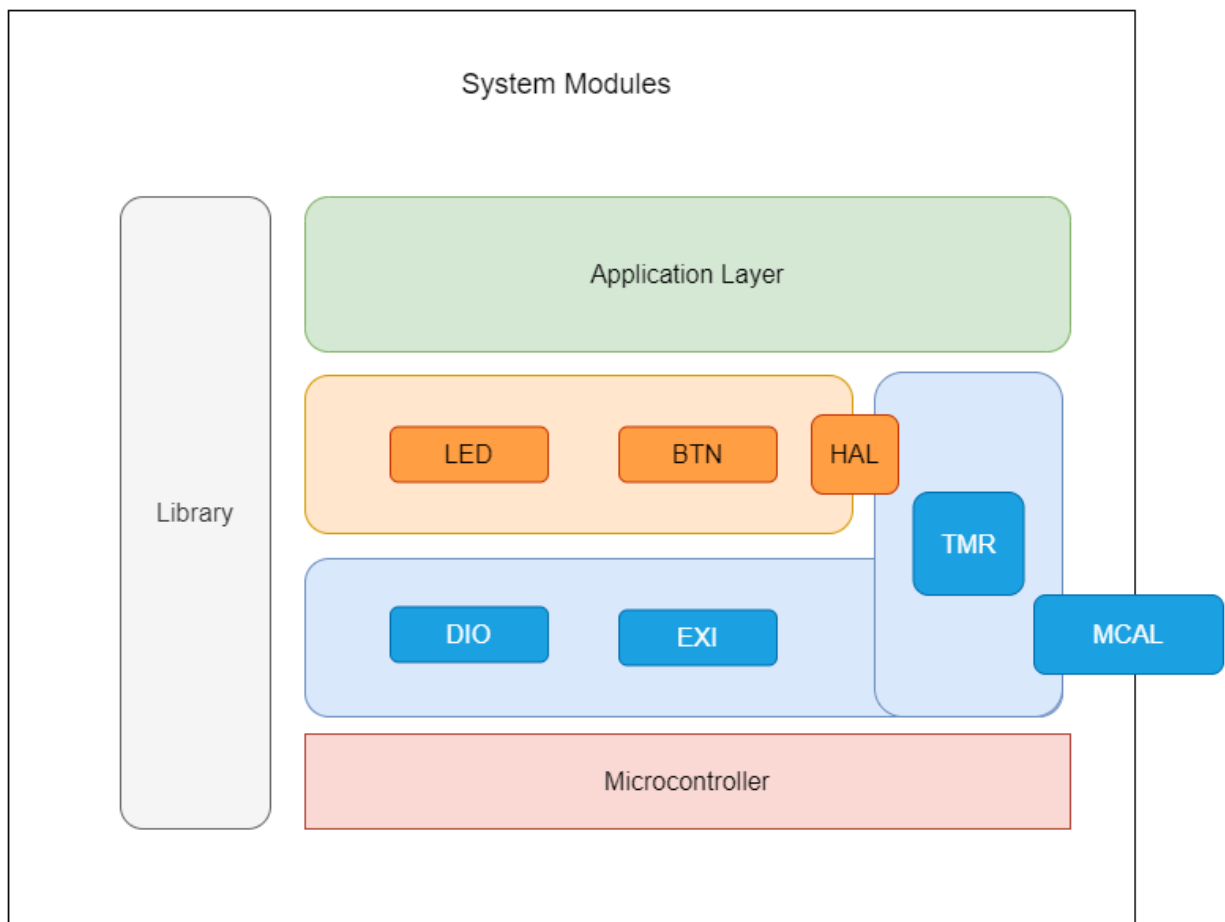 System Modules
Application Layer
LED
BTN
HAL
Library
TMR
DIO
EXI
MCAL
Microcontroller